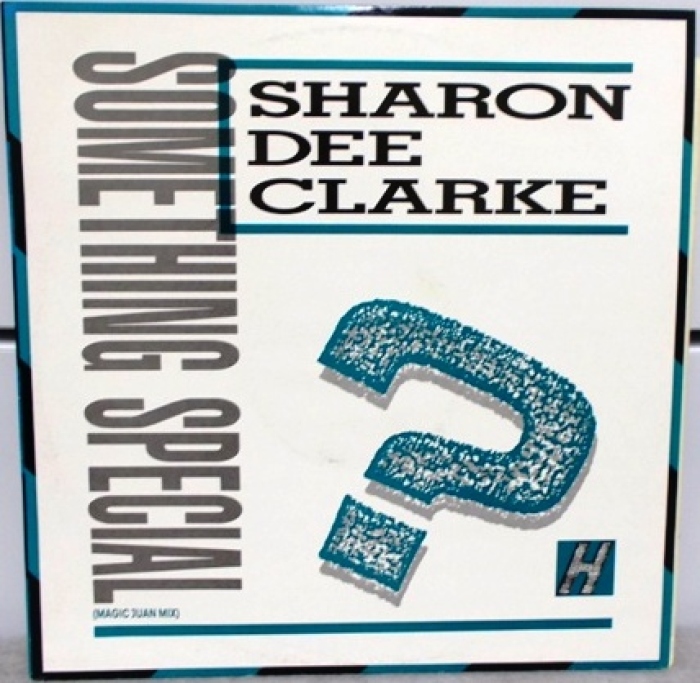 SHARON
DEE
CLARKE
SOMETHING SPECIAL
(MAGIC JUAN MIX)
?
H